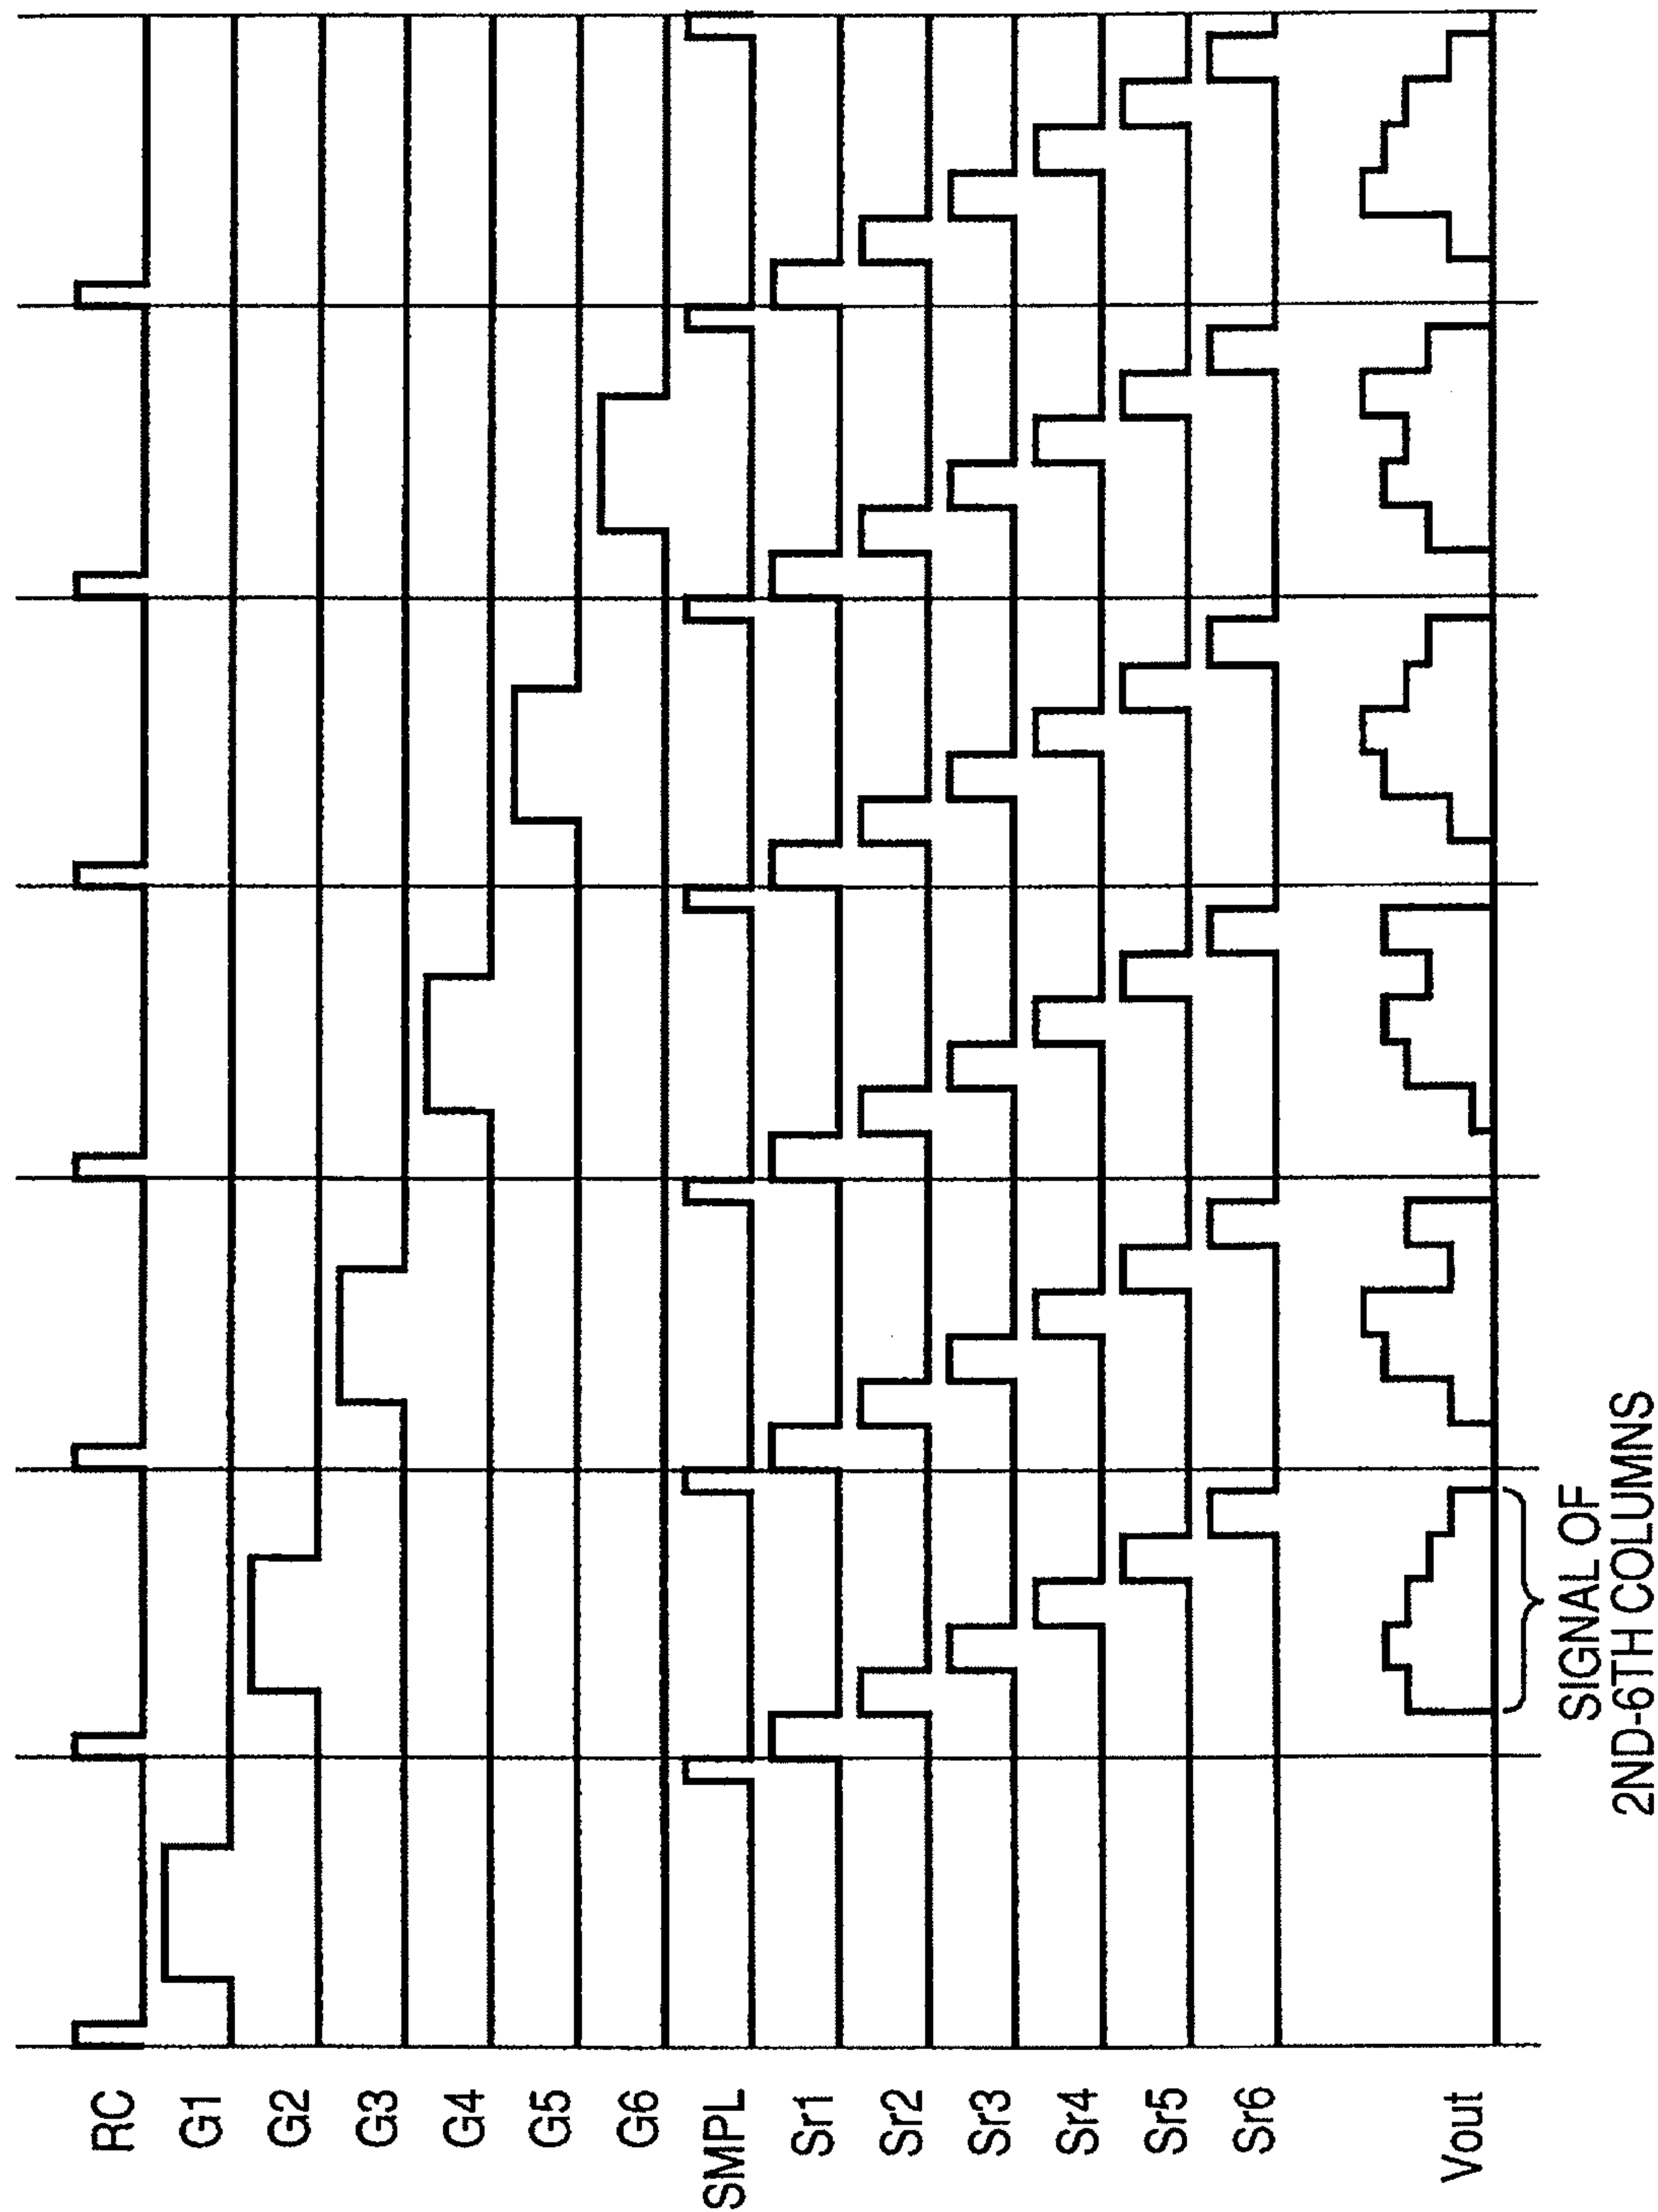 RC
G1
G2
G3
G4
G5
G6
SMPL
Sr1
Sr2
Sr3
Sr4
Sr5
Sr6
Vout
SIGNAL OF
2ND-6TH COLUMNS